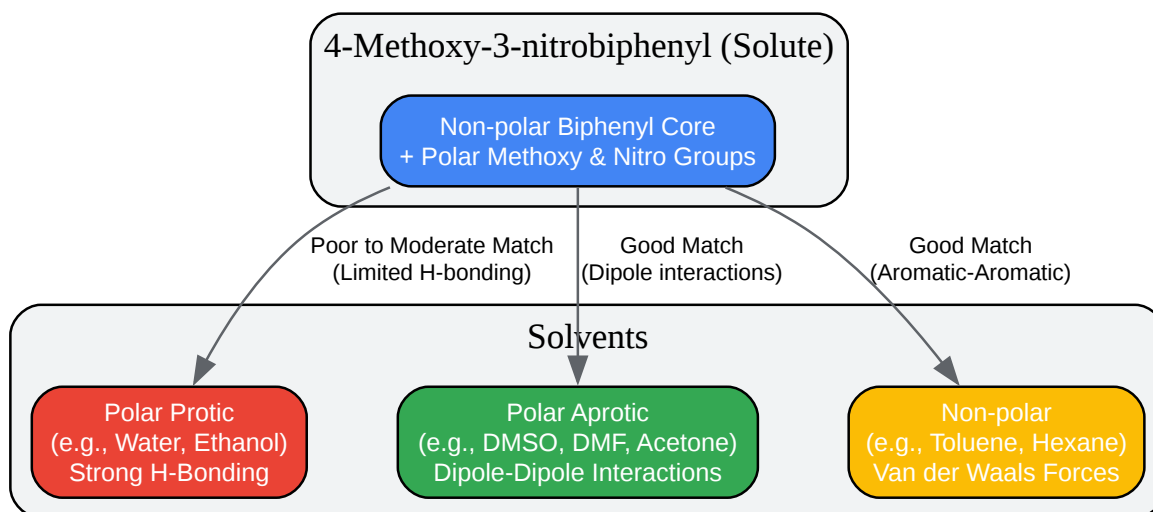 4-Methoxy-3-nitrobiphenyl (Solute)
Non-polar Biphenyl Core
+ Polar Methoxy & Nitro Groups
Poor to Moderate Match
(Limited H-bonding)
Good Match
(Dipole interactions)
Good Match
(Aromatic-Aromatic)
Solvents
Polar Protic
(e.g., Water, Ethanol)
Strong H-Bonding
Polar Aprotic
(e.g., DMSO, DMF, Acetone)
Dipole-Dipole Interactions
Non-polar
(e.g., Toluene, Hexane)
Van der Waals Forces